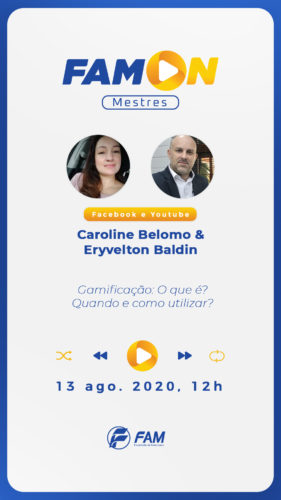 FAMON
Mestres
Facebook e Youtube
Caroline Belomo &
Eryvelton Baldin
Gamificação: O que é?
Quando e como utilizar?
13 ago. 2020, 12h
FAM